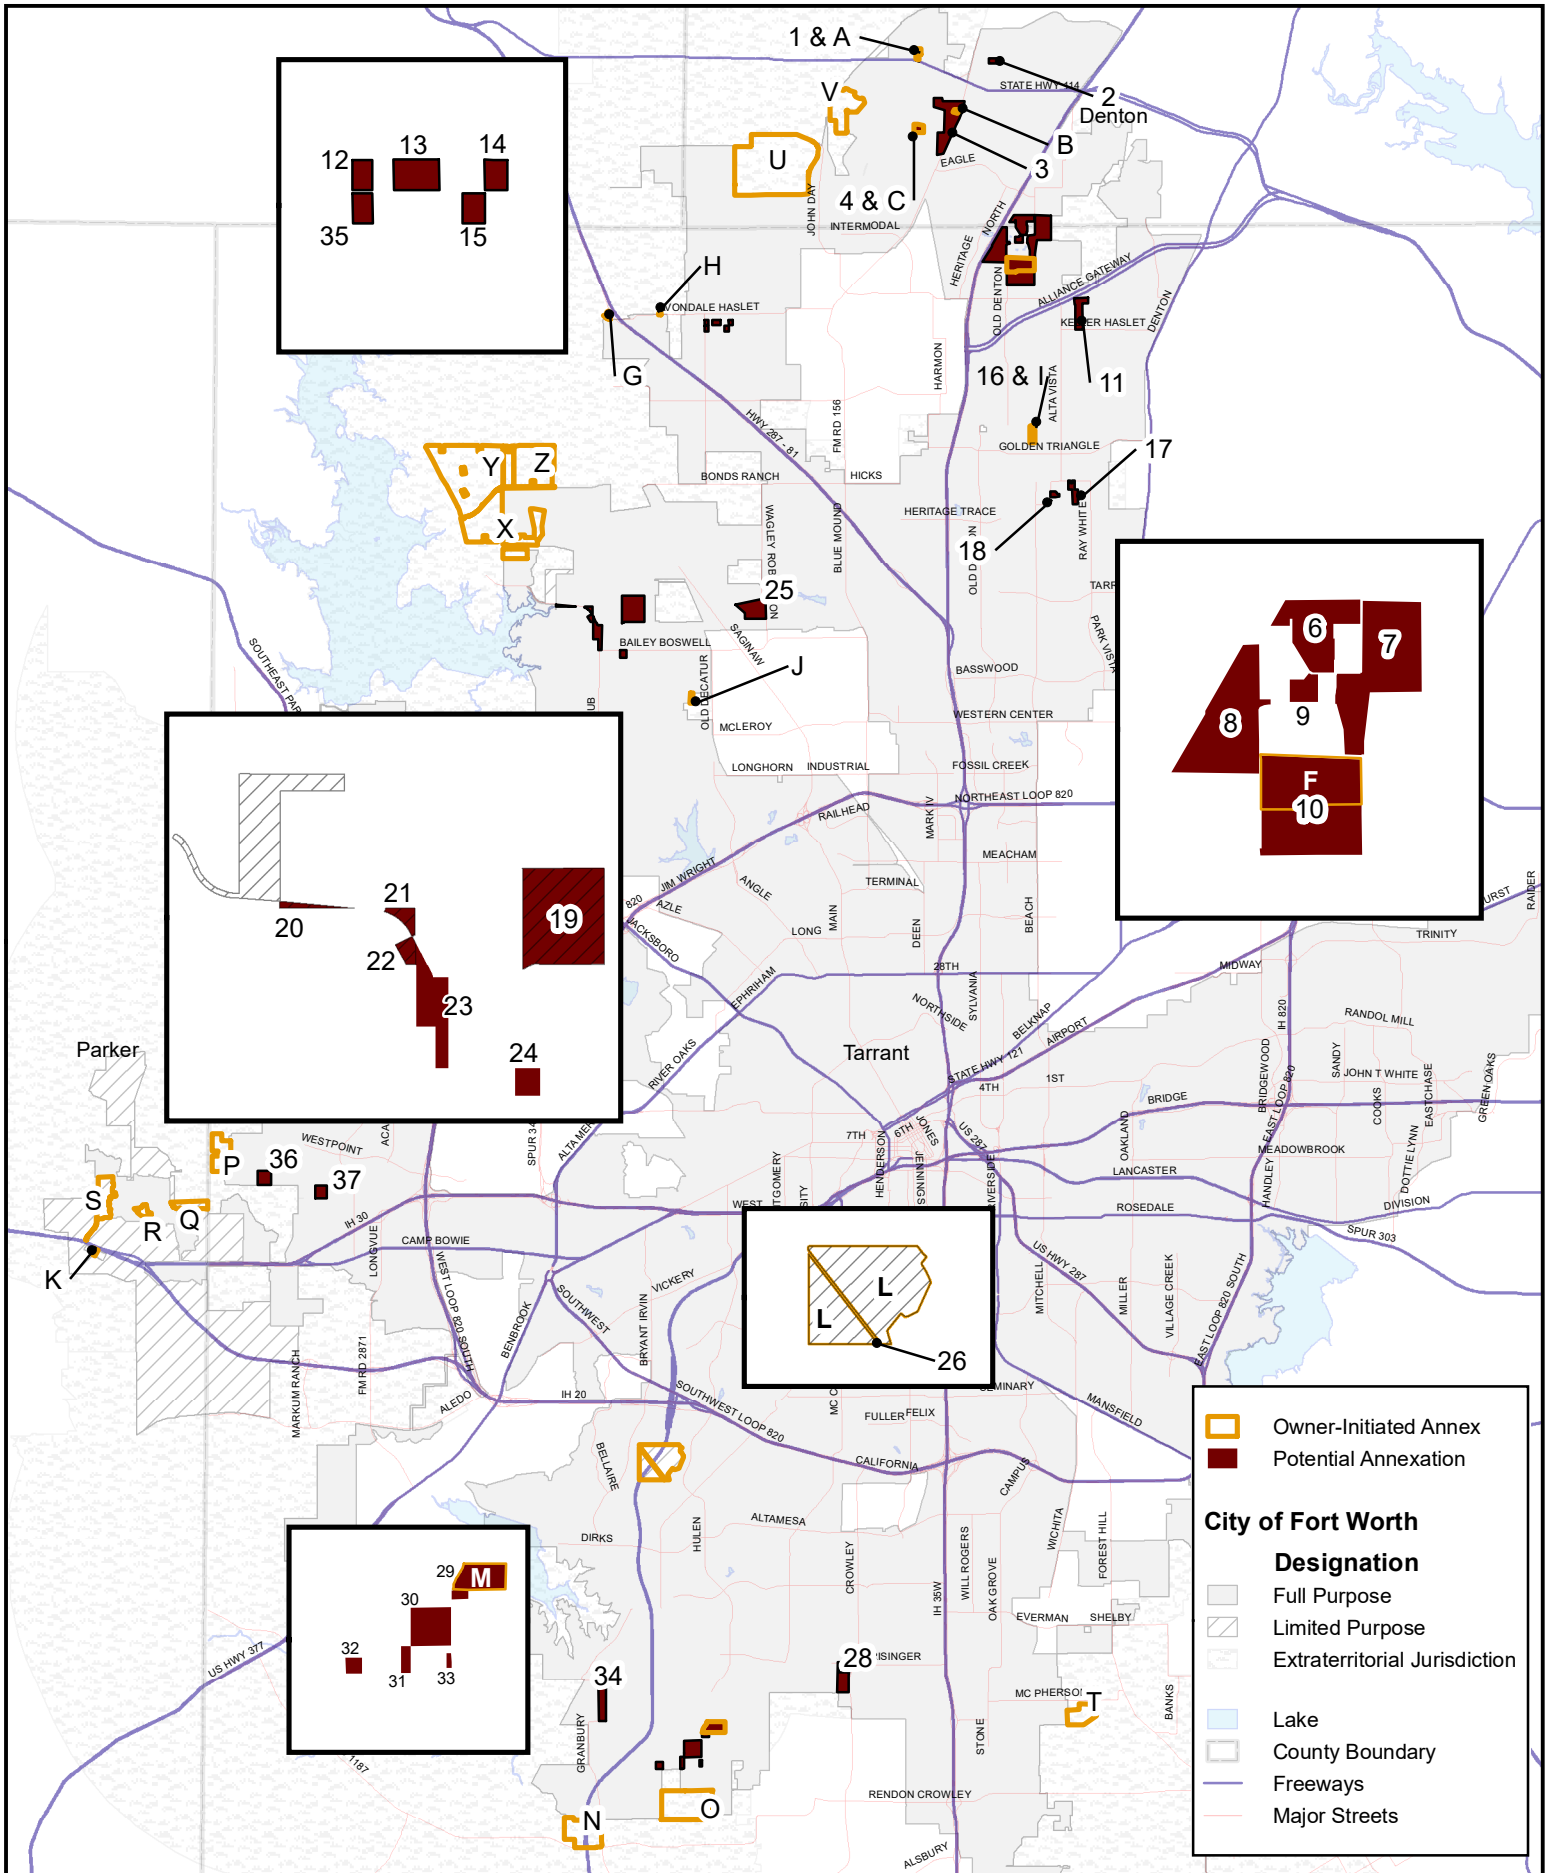 1 & A
STATE HWY 114
2
Denton
V
B
3
EAGLE
U
4 & C
JOHN DAY
INTERMODAL
HERITAGE
NORTH
12
13
14
35
15
H
AVONDALE HASLET
G
OLD DENTON
ALLIANCE GATEWAY
KELLER HASLET
DENTON
11
16 & I
ALTA VISTA
HARMON
FM RD 156
HWY 287 - 81
GOLDEN TRIANGLE
17
Y
Z
X
BONDS RANCH
HICKS
HERITAGE TRACE
18
RAY WHITE
BLUE MOUND
25
SAGINAW
BAILEY BOSWELL
J
OLD DECATUR
MCLEROY
BASSWOOD
PARK VISTA
WESTERN CENTER
LONGHORN
INDUSTRIAL
FOSSIL CREEK
NORTHEAST LOOP 820
RAILHEAD
MARK IV
MEACHAM
6
7
8
9
F
10
20
21
22
23
19
24
JIM WRIGHT
820
AZLE
ANGLE
TERMINAL
JACKSBORO
LONG
MAIN
DEEN
BEACH
28TH
MIDWAY
TRINITY
RAIDER
EPHRIHAM
NORTHSIDE
SYLVANIA
BELKNAP
AIRPORT
IH 820
RANDOL MILL
Parker
Tarrant
RIVER OAKS
STATE HWY 121
4TH
1ST
BRIDGE
BRIDGEWOOD
EAST LOOP 820
SANDY
JOHN T WHITE
COOKS
EASTCHASE
GREEN OAKS
WESTPOINT
7TH
6TH
JONES
US 287
HENDERSON
JENNINGS
OAKLAND
LANCASTER
MEADOWBROOK
HANDLEY
DOTTIE LYNN
DIVISION
P
36
37
S
R
Q
K
IH 30
LONGVUE
CAMP BOWIE
WEST
ROSEDALE
SPUR 303
WEST LOOP 820 SOUTH
SOUTHWEST
VICKERY
BRYANT IRVIN
BENBROOK
L
L
26
US HWY 287
MITCHELL
MILLER
VILLAGE CREEK
EAST LOOP 820 SOUTH
MARKUM RANCH
FM RD 2871
ALEDO
IH 20
SOUTHWEST LOOP 820
FULLER
FELIX
MANSFIELD
CALIFORNIA
CAMPUS
BELLAIRE
DIRKS
HULEN
ALTAMESA
CROWLEY
WILL ROGERS
OAK GROVE
WICHITA
FOREST HILL
IH 35W
EVERMAN
SHELBY
29
M
30
32
31
33
US HWY 377
1187
34
GRANBURY
28
MC PHERSON
T
BANKS
STONE
RENDON CROWLEY
N
O
ALSBURY
Owner-Initiated Annex
Potential Annexation
City of Fort Worth
Designation
Full Purpose
Limited Purpose
Extraterritorial Jurisdiction
Lake
County Boundary
Freeways
Major Streets